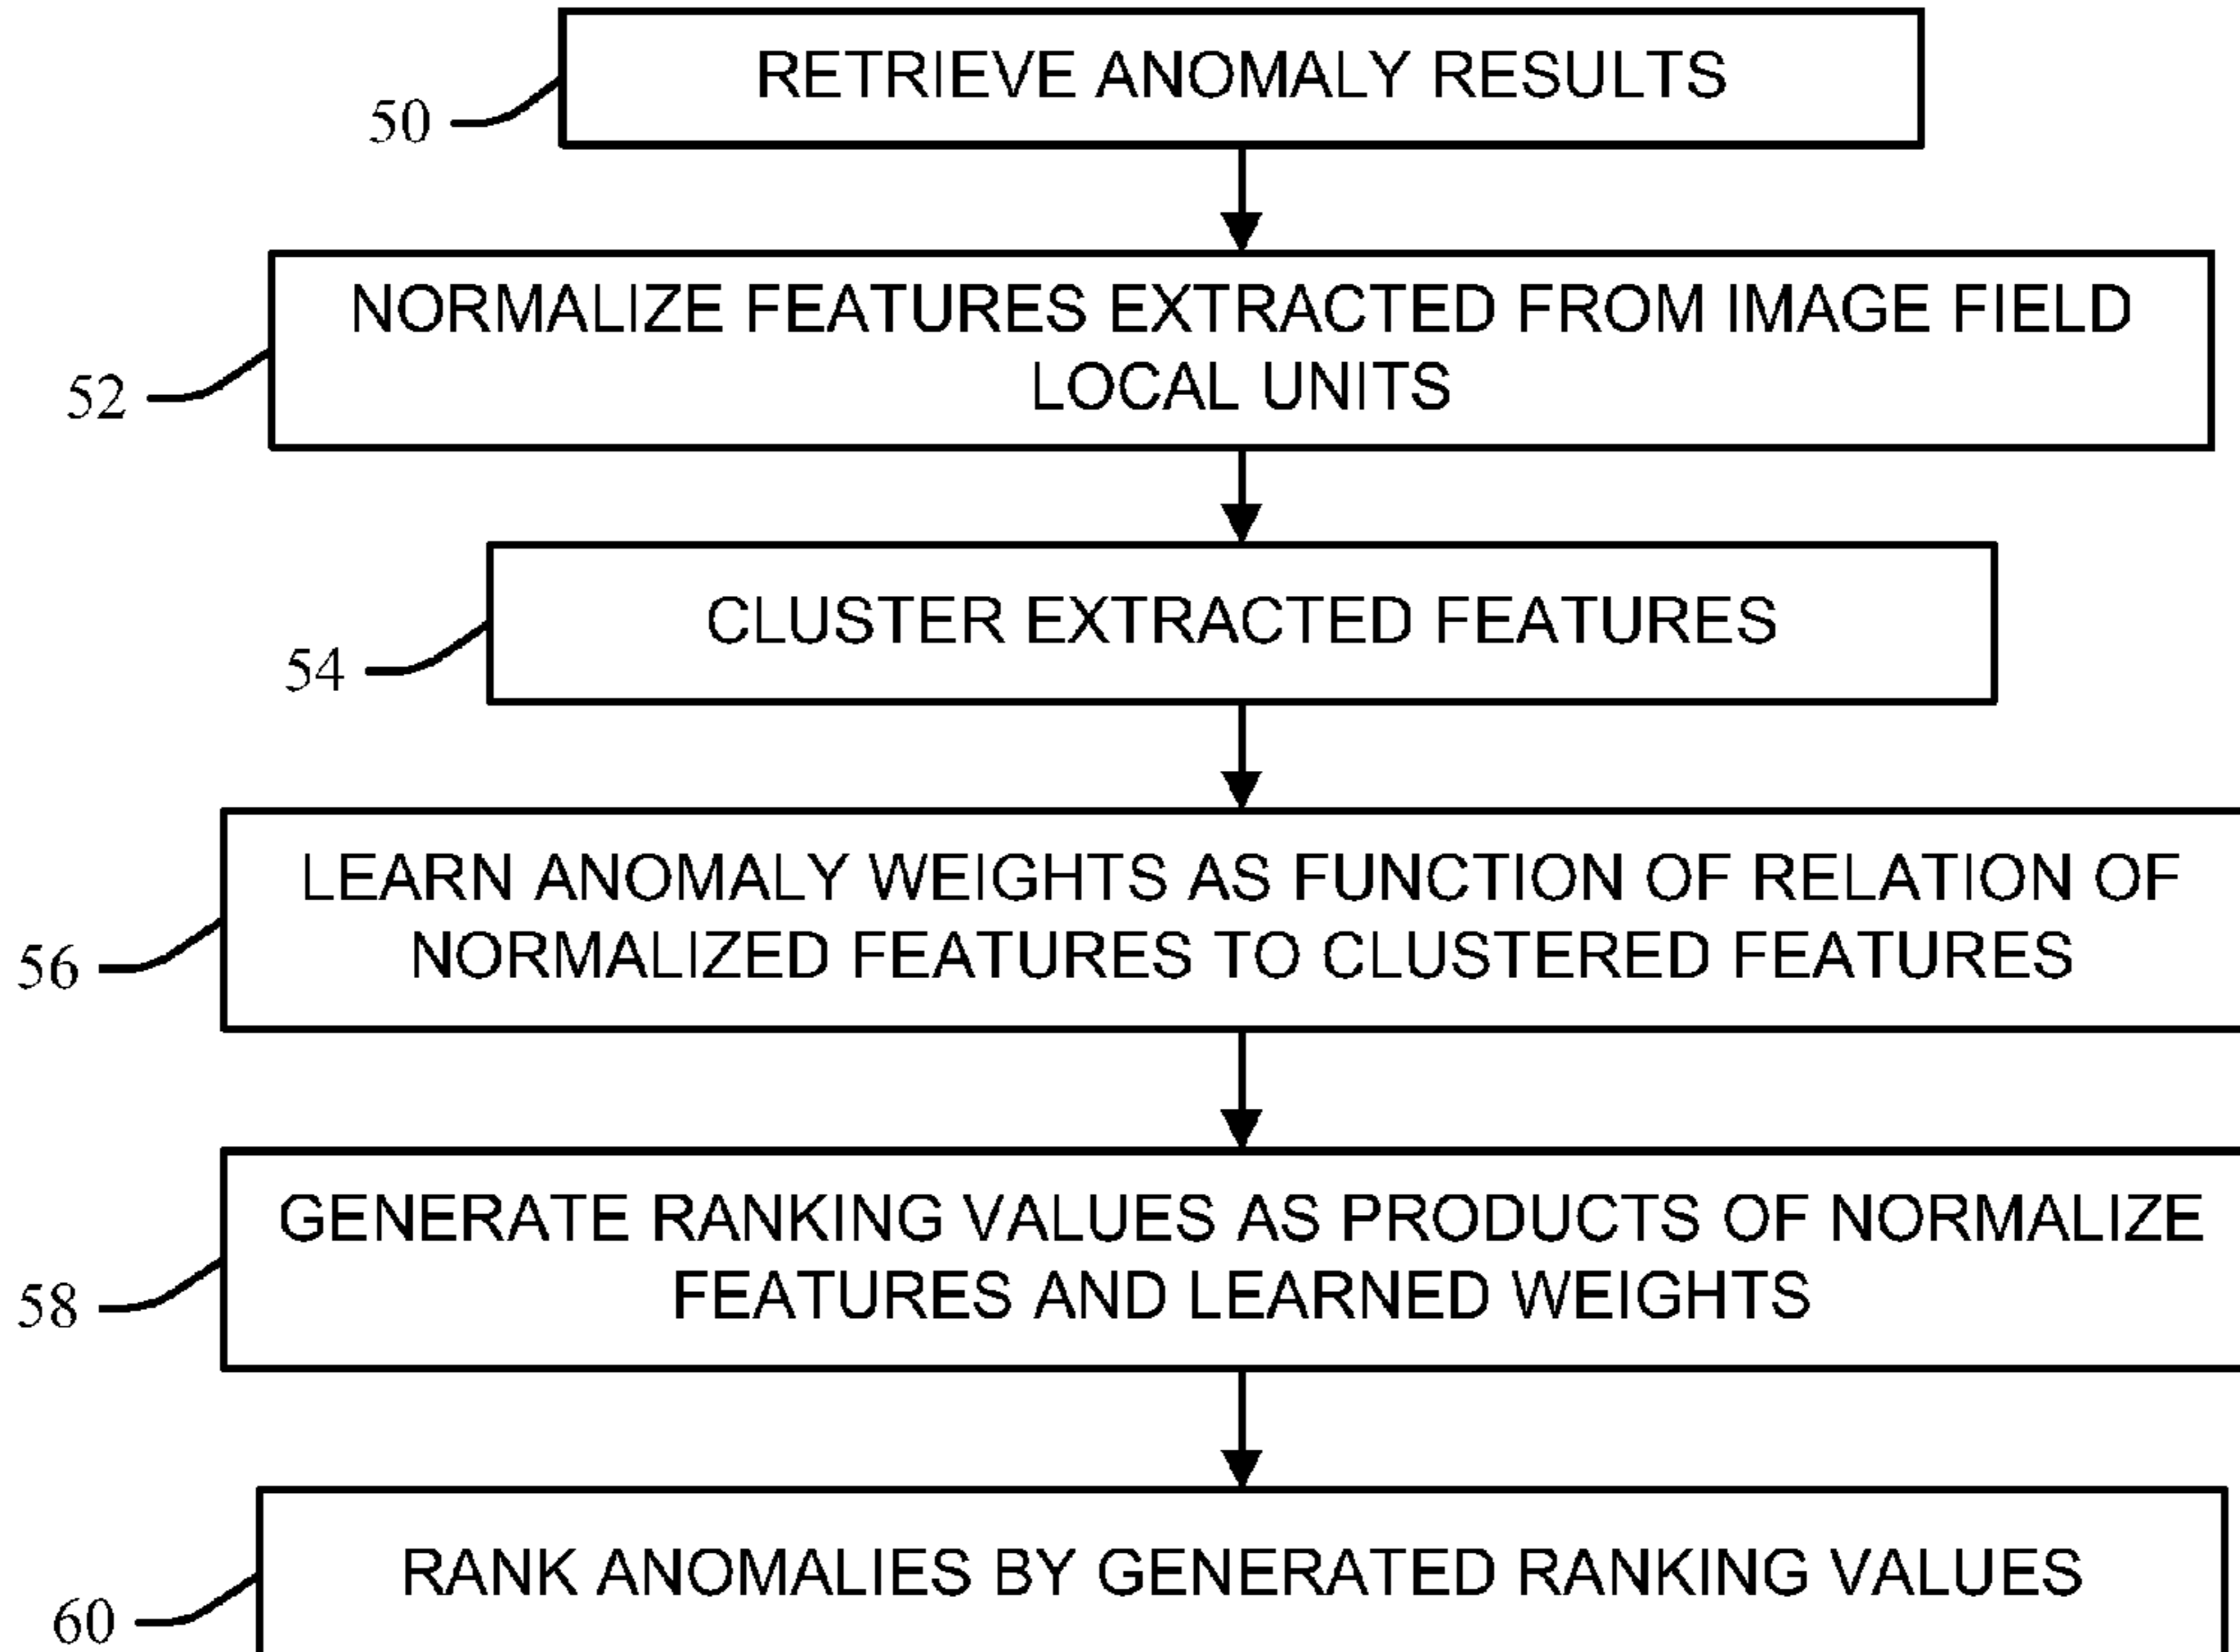 RETRIEVE ANOMALY RESULTS
50
NORMALIZE FEATURES EXTRACTED FROM IMAGE FIELD
LOCAL UNITS
52
CLUSTER EXTRACTED FEATURES
54
LEARN ANOMALY WEIGHTS AS FUNCTION OF RELATION OF
NORMALIZED FEATURES TO CLUSTERED FEATURES
56
GENERATE RANKING VALUES AS PRODUCTS OF NORMALIZE
FEATURES AND LEARNED WEIGHTS
58
RANK ANOMALIES BY GENERATED RANKING VALUES
60